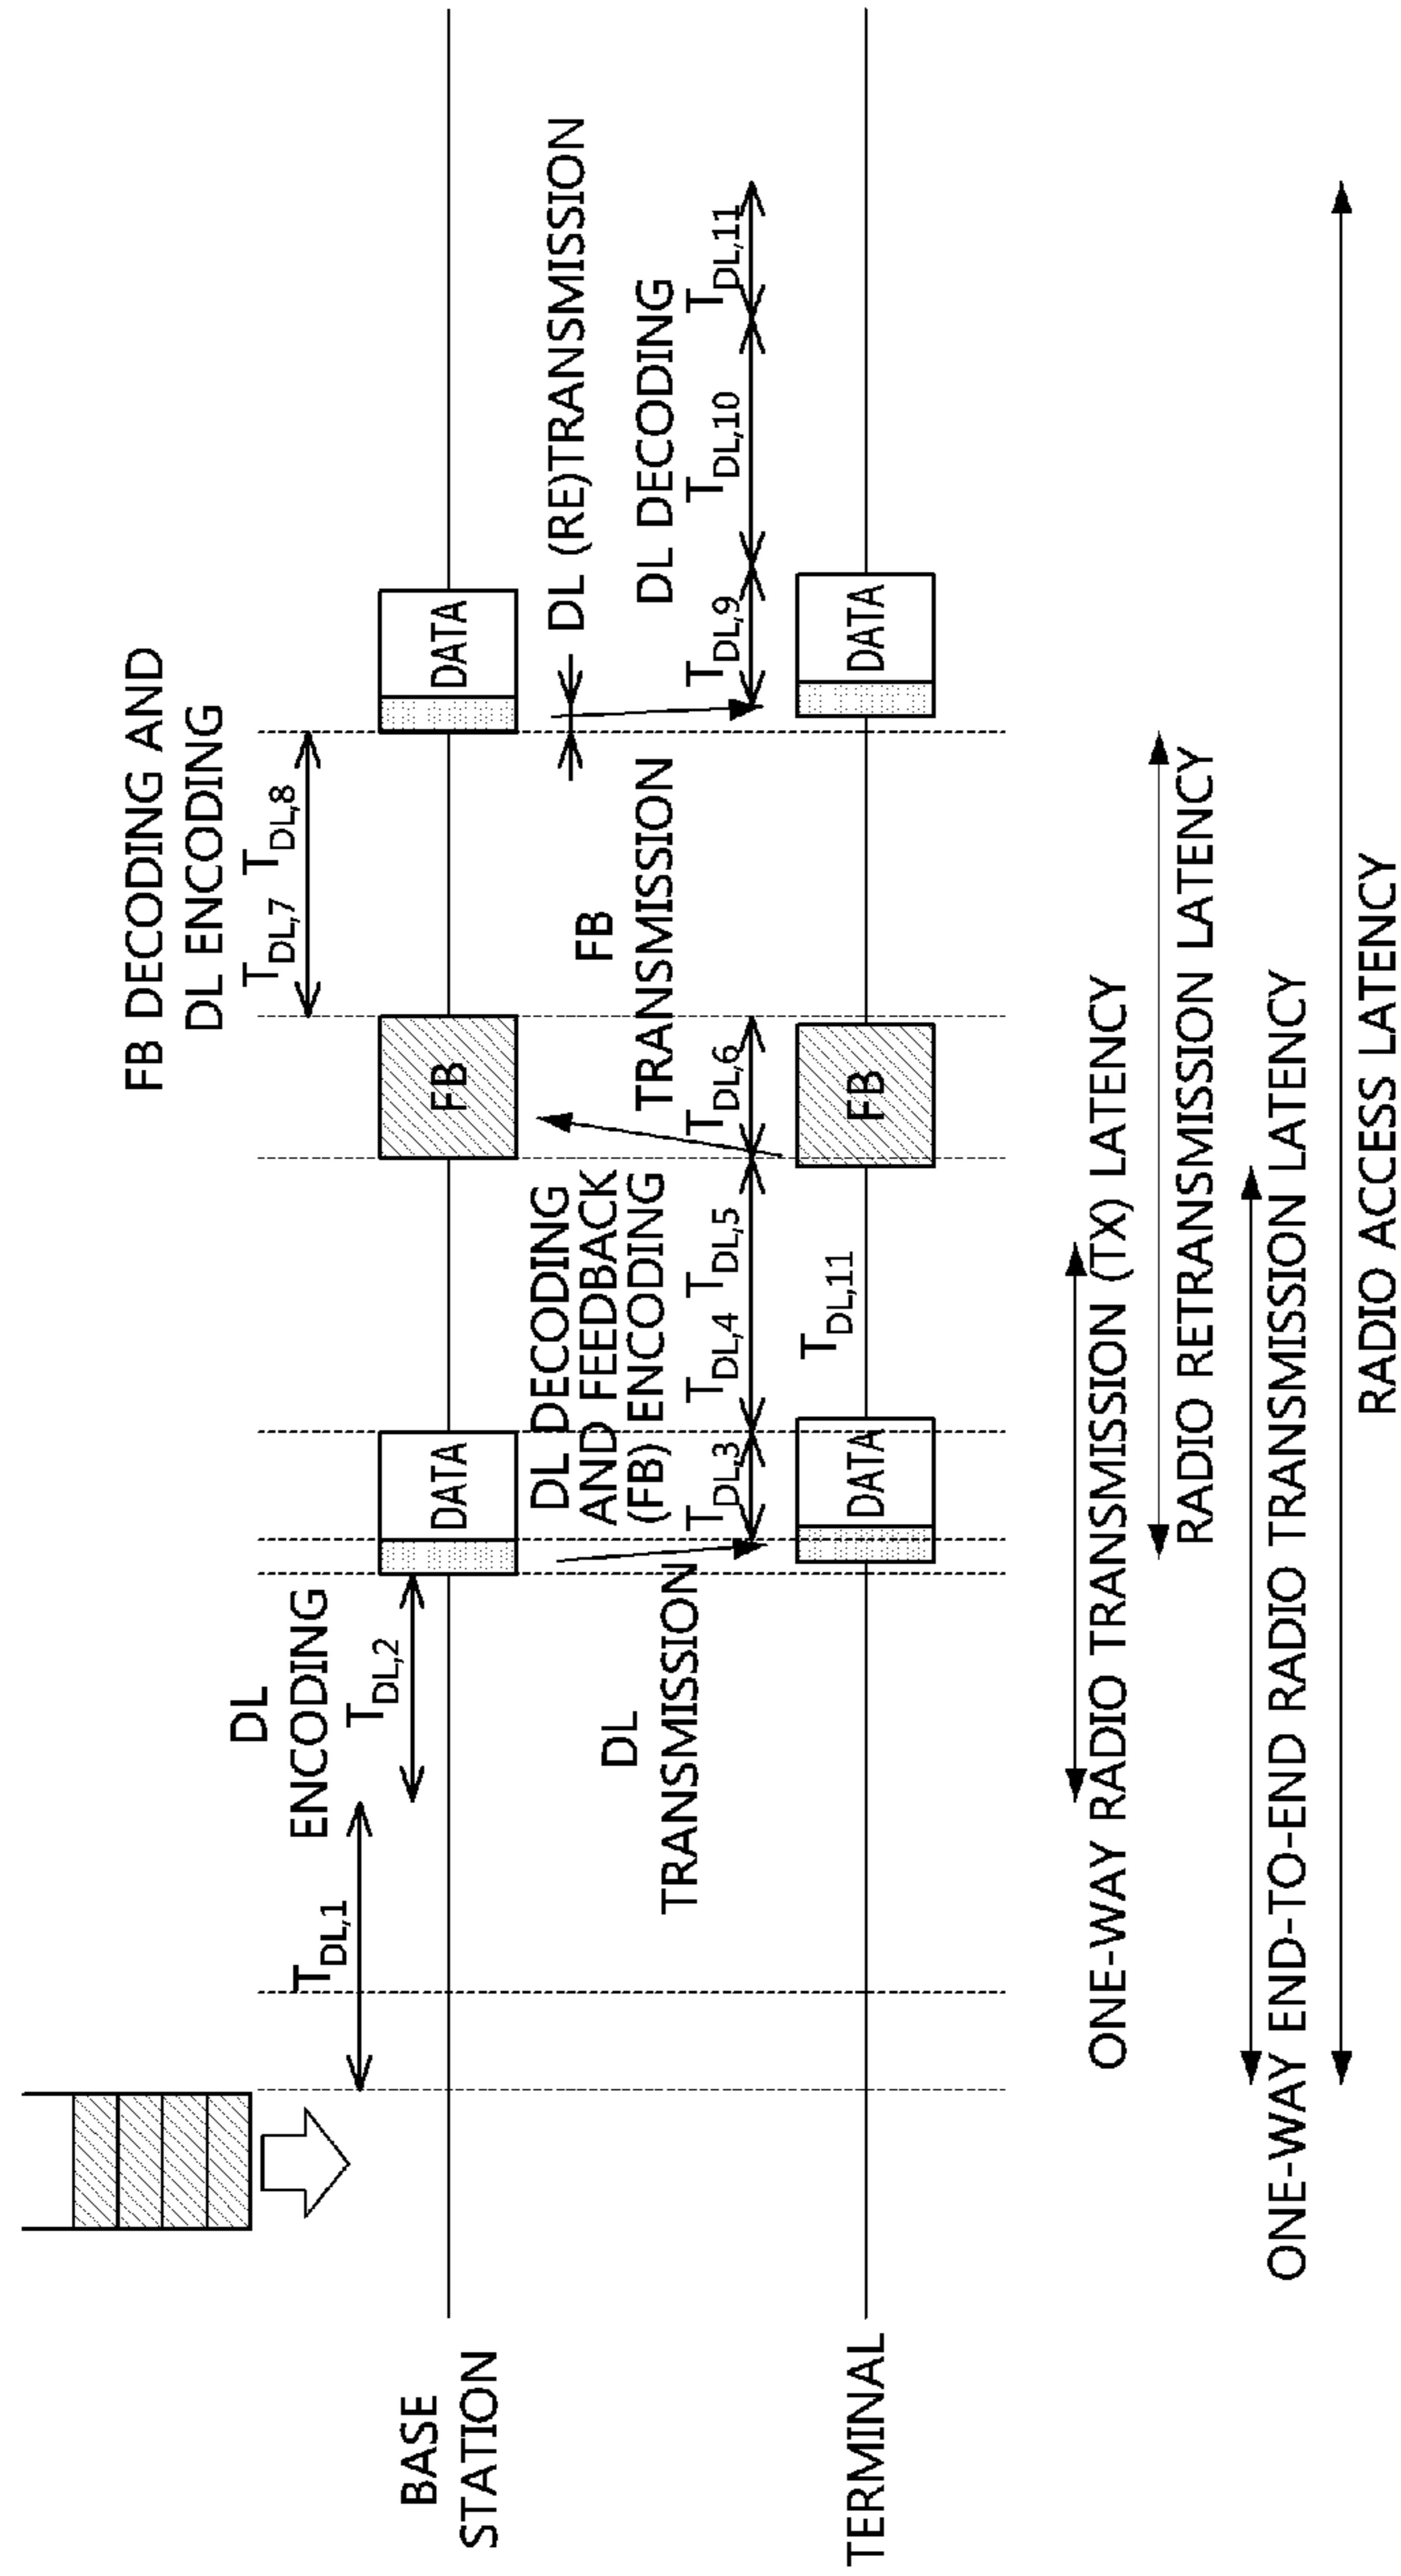 FB DECODING AND
DL ENCODING
T_DL,7 T_DL,8
DL
ENCODING
T_DL,1
T_DL,2
BASE
STATION
DATA
FB
DATA
DL DECODING
AND FEEDBACK
(FB) ENCODING
DL
TRANSMISSION
FB
TRANSMISSION
DL (RE)TRANSMISSION
DL DECODING
T_DL,3
T_DL,4 T_DL,5
T_DL,6
T_DL,9
T_DL,10
T_DL,11
T_DL,11
TERMINAL
DATA
FB
DATA
ONE-WAY RADIO TRANSMISSION (TX) LATENCY
RADIO RETRANSMISSION LATENCY
ONE-WAY END-TO-END RADIO TRANSMISSION LATENCY
RADIO ACCESS LATENCY